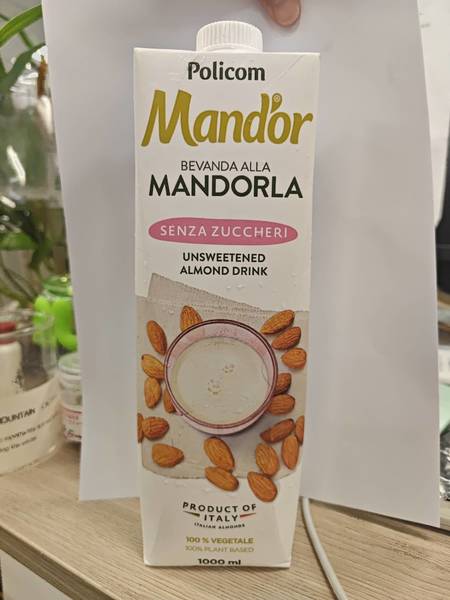 Policom
Mand'or®
BEVANDA ALLA
MANDORLA
SENZA ZUCCHERI
UNSWEETENED
ALMOND DRINK
PRODUCT OF
ITALY
ITALIAN ALMONDS
100 % VEGETALE
100% PLANT BASED
1000 ml
MOUNTAIN